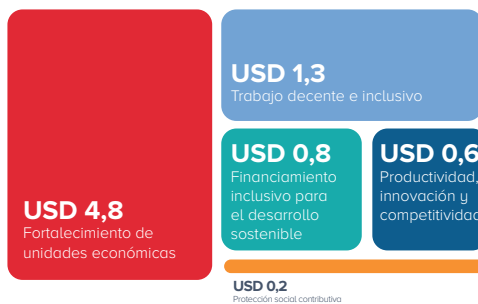 USD 4,8
Fortalecimiento de
unidades económicas
USD 1,3
Trabajo decente e inclusivo
USD 0,8
Financiamiento
inclusivo para
el desarrollo
sostenible
USD 0,6
Productividad,
innovación y
competitividad
USD 0,2
Protección social contributiva